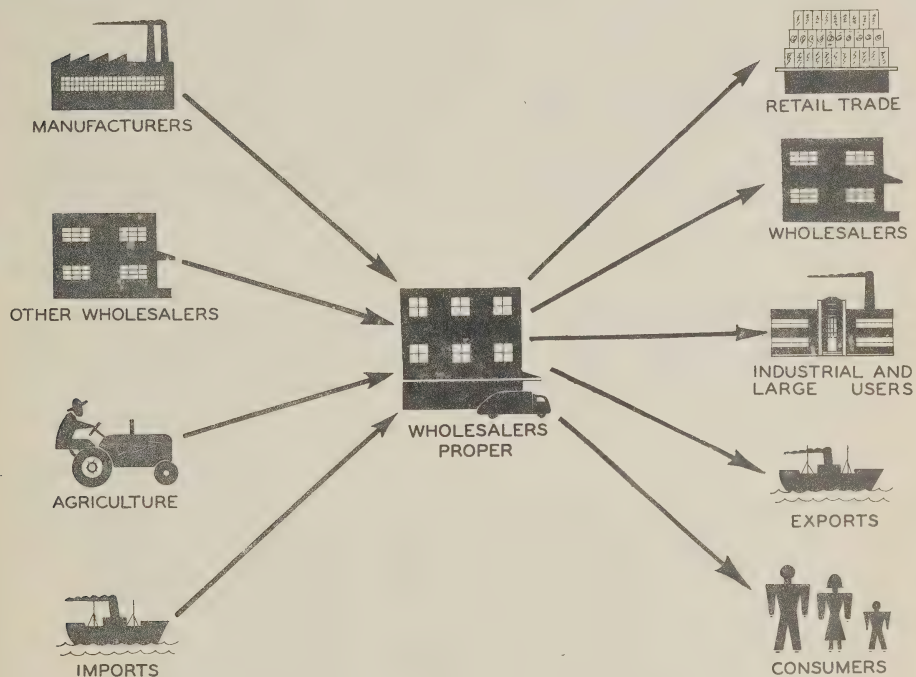 MANUFACTURERS
OTHER WHOLESALERS
AGRICULTURE
IMPORTS
WHOLESALERS
PROPER
RETAIL TRADE
WHOLESALERS
INDUSTRIAL AND
LARGE USERS
EXPORTS
CONSUMERS